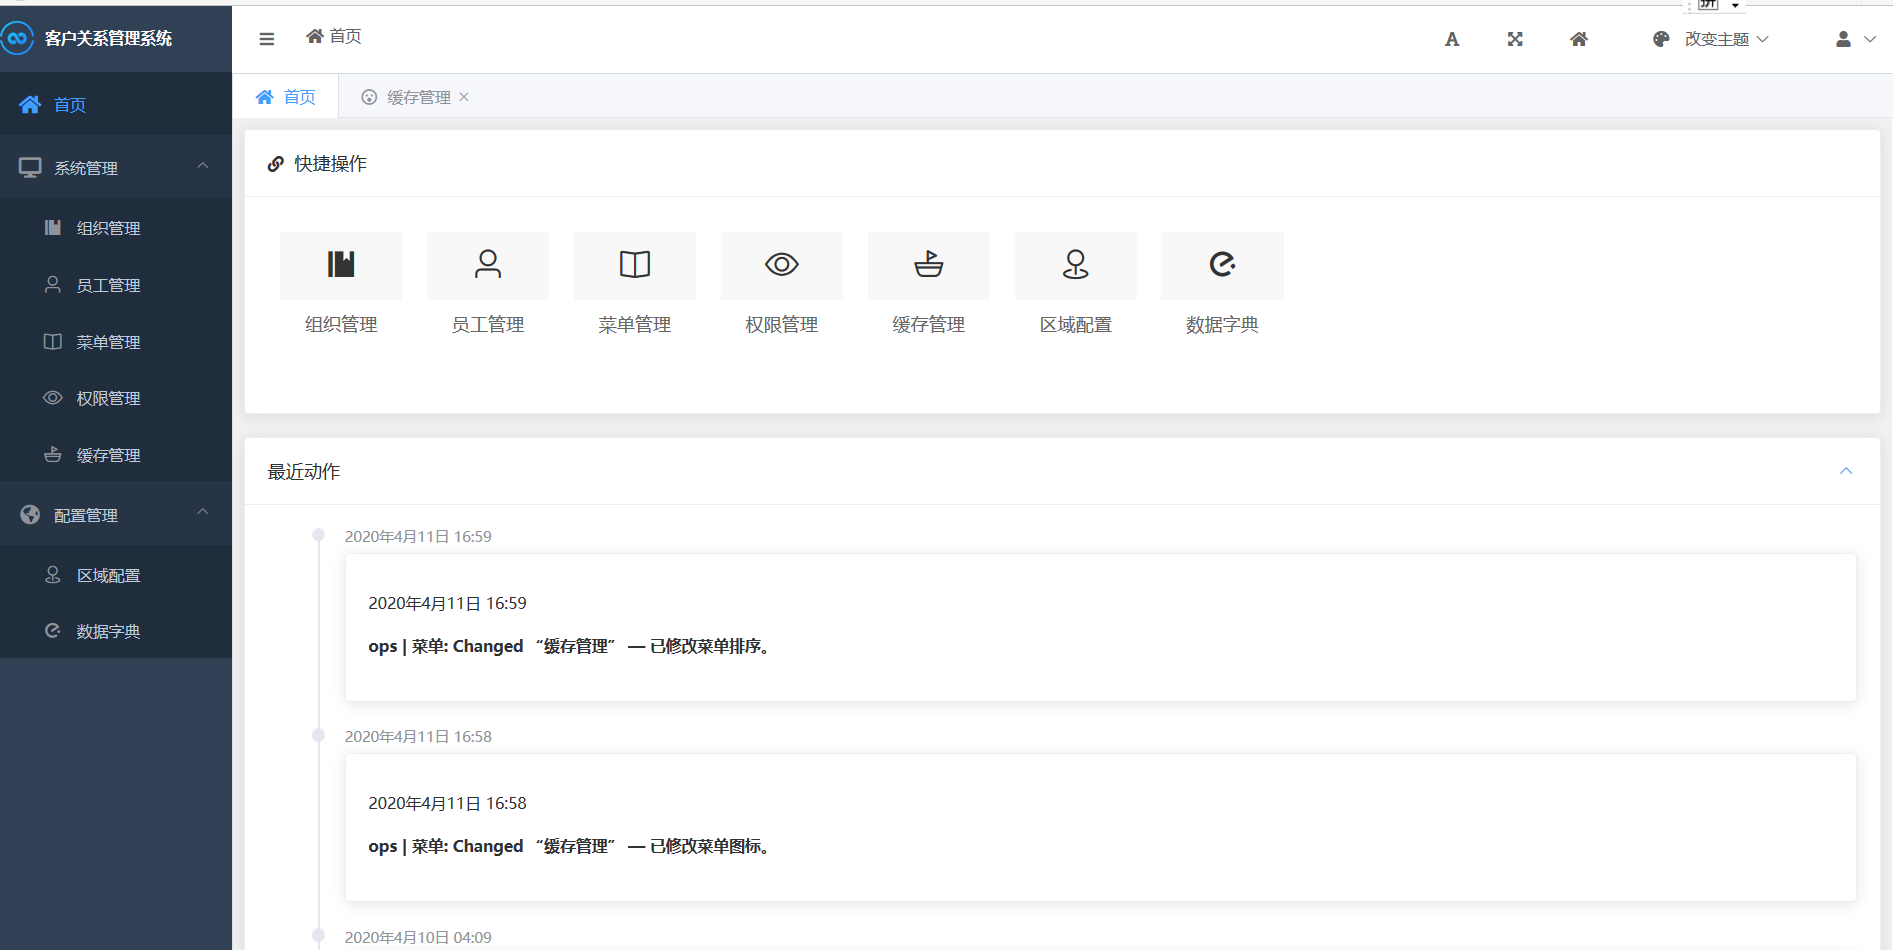 客户关系管理系统
首页
改变主题
首页
缓存管理
首页
系统管理
组织管理
员工管理
菜单管理
权限管理
缓存管理
配置管理
区域配置
数据字典
快捷操作
组织管理
员工管理
菜单管理
权限管理
缓存管理
区域配置
数据字典
最近动作
2020年4月11日 16:59
2020年4月11日 16:59
ops | 菜单: Changed “缓存管理” — 已修改菜单排序。
2020年4月11日 16:58
2020年4月11日 16:58
ops | 菜单: Changed “缓存管理” — 已修改菜单图标。
2020年4月10日 04:09